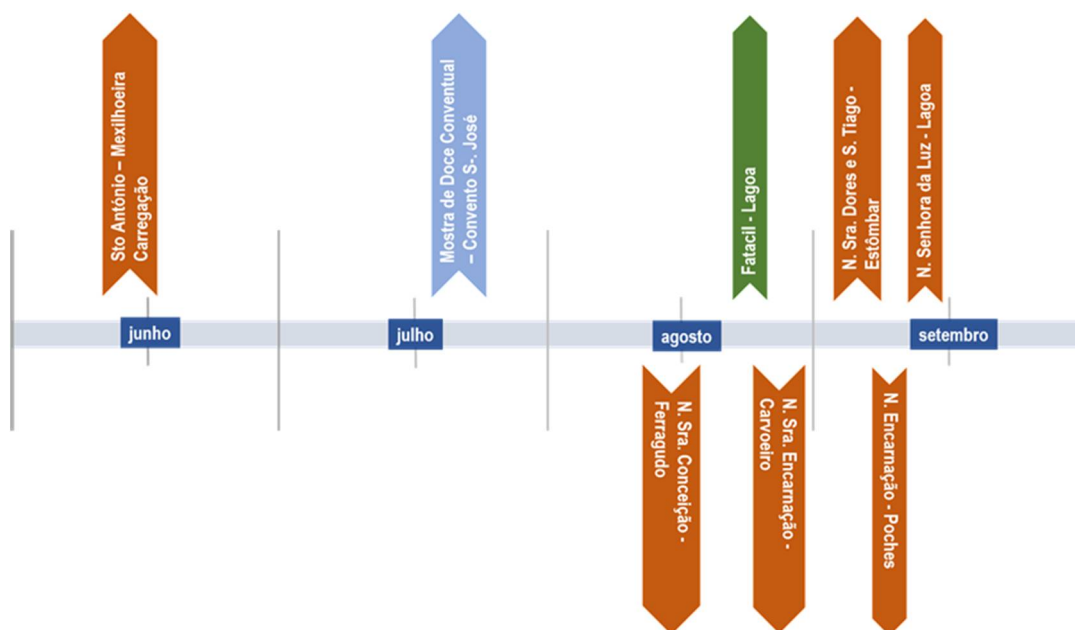 Sto António – Mexilhoeira
Carregação
Mostra de Doce Conventual
– Convento S-. José
Fatacil - Lagoa
N. Sra. Dores e S. Tiago -
Estômbar
N. Senhora da Luz - Lagoa
junho
julho
agosto
setembro
N. Sra. Conceição -
Ferragudo
N. Sra. Encarnação -
Carvoeiro
N. Encarnação - Poches